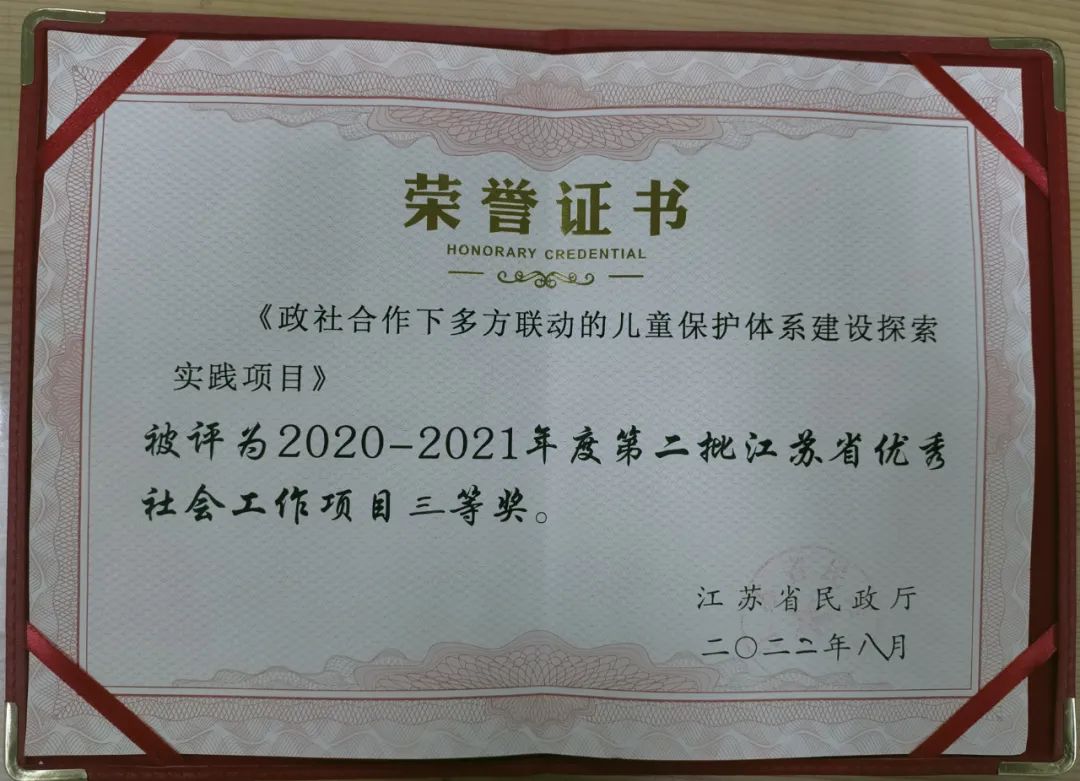 荣誉证书
HONORARY CREDENTIAL
《政社合作下多方联动的儿童保护体系建设探索
实践项目》
被评为2020-2021年度第二批江苏省优秀
社会工作项目三等奖。
江苏省民政厅
二〇二二年八月